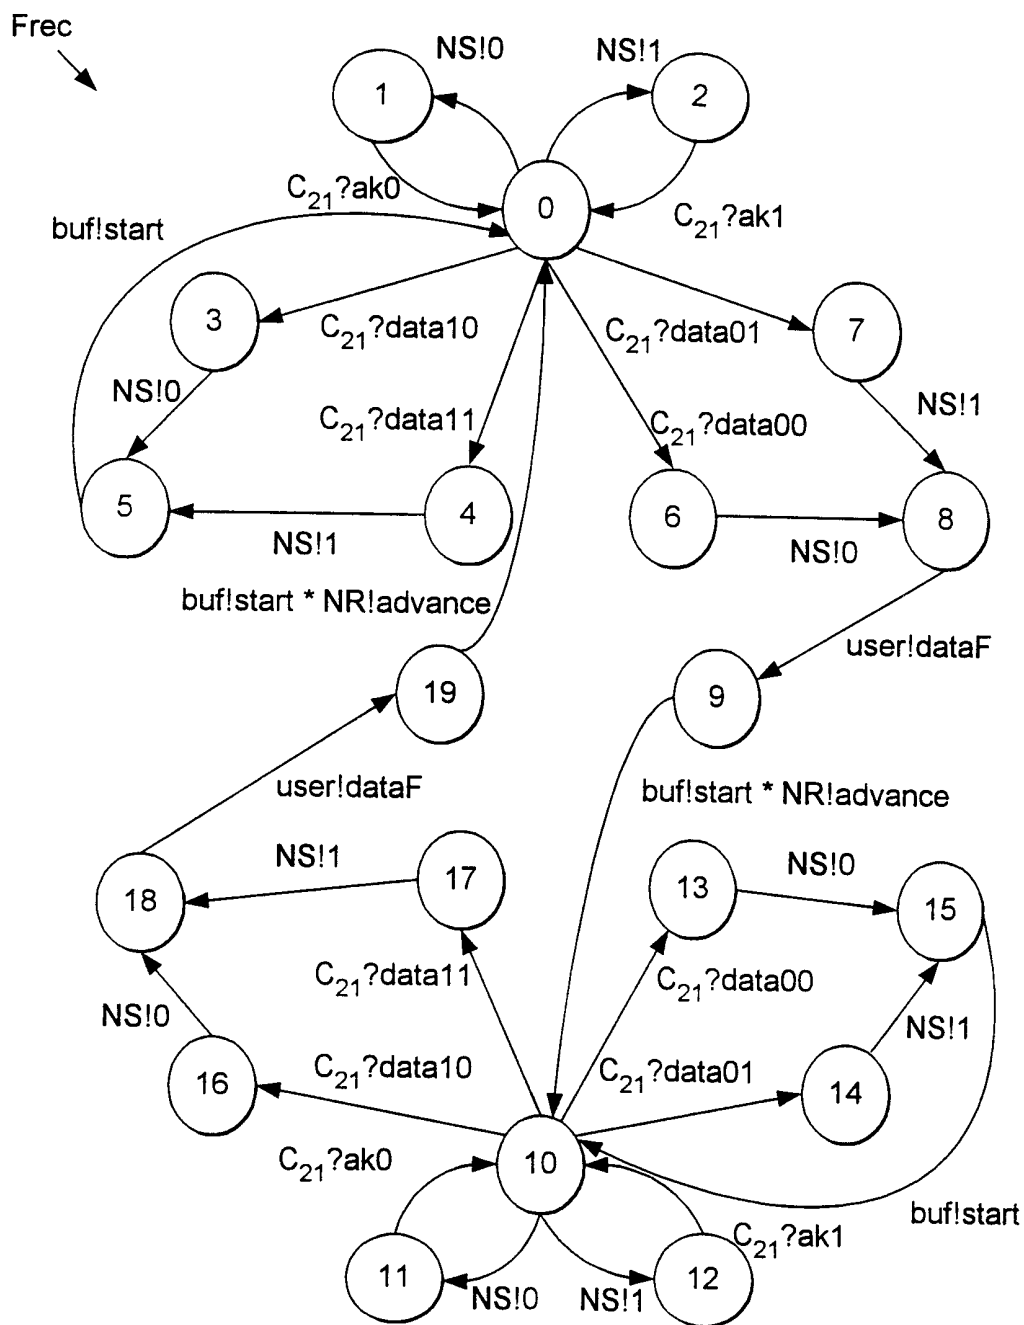 Frec
NS!0
NS!1
1
2
C21?ak0
0
C21?ak1
buf!start
3
C21?data10
C21?data01
7
NS!0
C21?data11
C21?data00
NS!1
5
4
6
8
NS!1
NS!0
buf!start * NR!advance
user!dataF
19
9
user!dataF
buf!start * NR!advance
NS!1
17
13
NS!0
18
15
C21?data11
C21?data00
NS!0
NS!1
16
C21?data10
C21?data01
14
C21?ak0
10
buf!start
C21?ak1
11
NS!0
NS!1
12